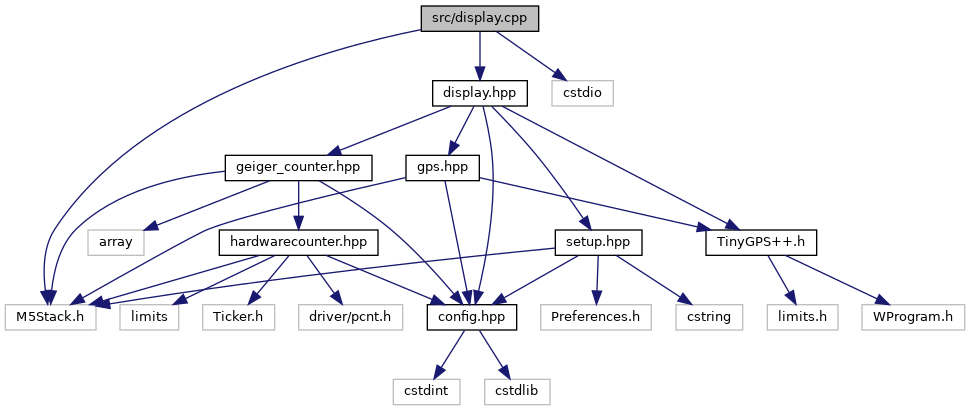 src/display.cpp
display.hpp
cstdio
geiger_counter.hpp
gps.hpp
array
hardwarecounter.hpp
setup.hpp
TinyGPS++.h
M5Stack.h
limits
Ticker.h
driver/pcnt.h
config.hpp
Preferences.h
cstring
limits.h
WProgram.h
cstdint
cstdlib